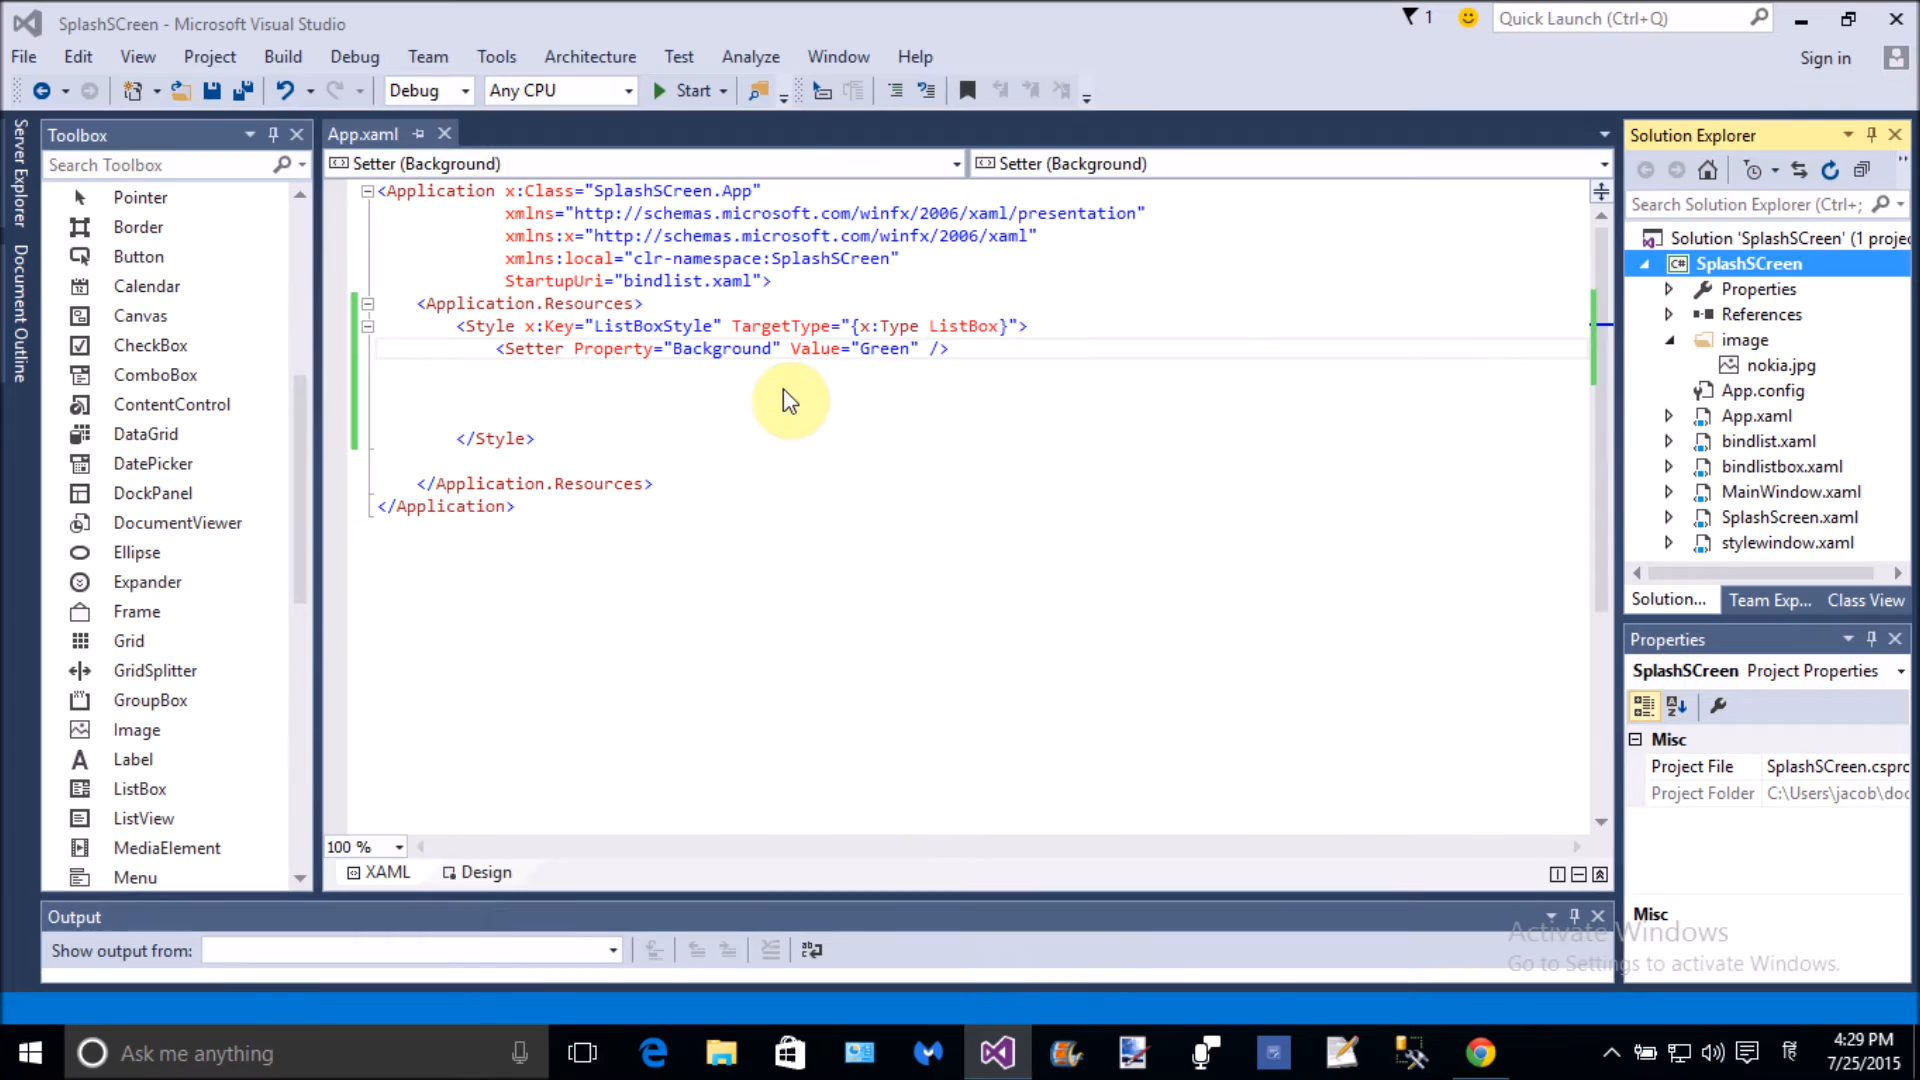 SplashSCreen - Microsoft Visual Studio
1
Quick Launch (Ctrl+Q)
File Edit View Project Build Debug Team Tools Architecture Test Analyze Window Help
Sign in
Debug Any CPU Start
Server Explorer
Document Outline
Toolbox
Search Toolbox
Pointer
Border
Button
Calendar
Canvas
CheckBox
ComboBox
ContentControl
DataGrid
DatePicker
DockPanel
DocumentViewer
Ellipse
Expander
Frame
Grid
GridSplitter
GroupBox
Image
Label
ListBox
ListView
MediaElement
Menu
App.xaml
Setter (Background) Setter (Background)
<Application x:Class="SplashSCreen.App"
xmlns="http://schemas.microsoft.com/winfx/2006/xaml/presentation"
xmlns:x="http://schemas.microsoft.com/winfx/2006/xaml"
xmlns:local="clr-namespace:SplashSCreen"
StartupUri="bindlist.xaml">
<Application.Resources>
<Style x:Key="ListBoxStyle" TargetType="{x:Type ListBox}">
<Setter Property="Background" Value="Green" />
</Style>
</Application.Resources>
</Application>
100 %
XAML Design
Solution Explorer
Search Solution Explorer (Ctrl+;
Solution 'SplashSCreen' (1 projec
C# SplashSCreen
Properties
References
image
nokia.jpg
App.config
App.xaml
bindlist.xaml
bindlistbox.xaml
MainWindow.xaml
SplashScreen.xaml
stylewindow.xaml
Solution... Team Exp... Class View
Properties
SplashSCreen Project Properties
Misc
Project File SplashSCreen.csprc
Project Folder C:\Users\jacob\doc
Misc
Output
Show output from:
Activate Windows
Go to Settings to activate Windows.
Ask me anything
हिं
4:29 PM
7/25/2015